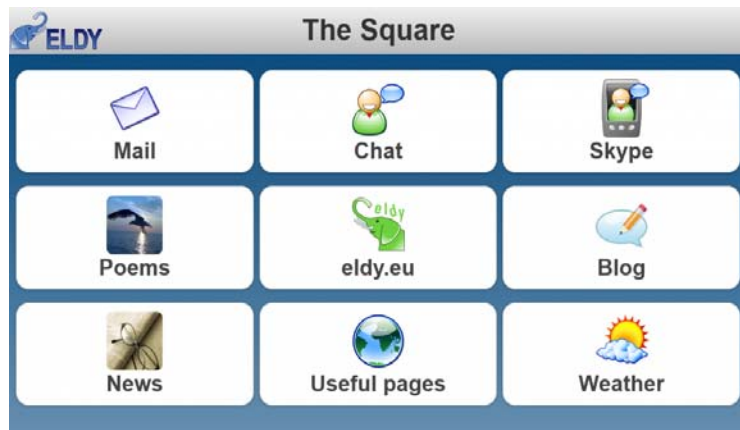 ELDY
The Square
Mail
Chat
Skype
eldy
Poems
eldy.eu
Blog
News
Useful pages
Weather